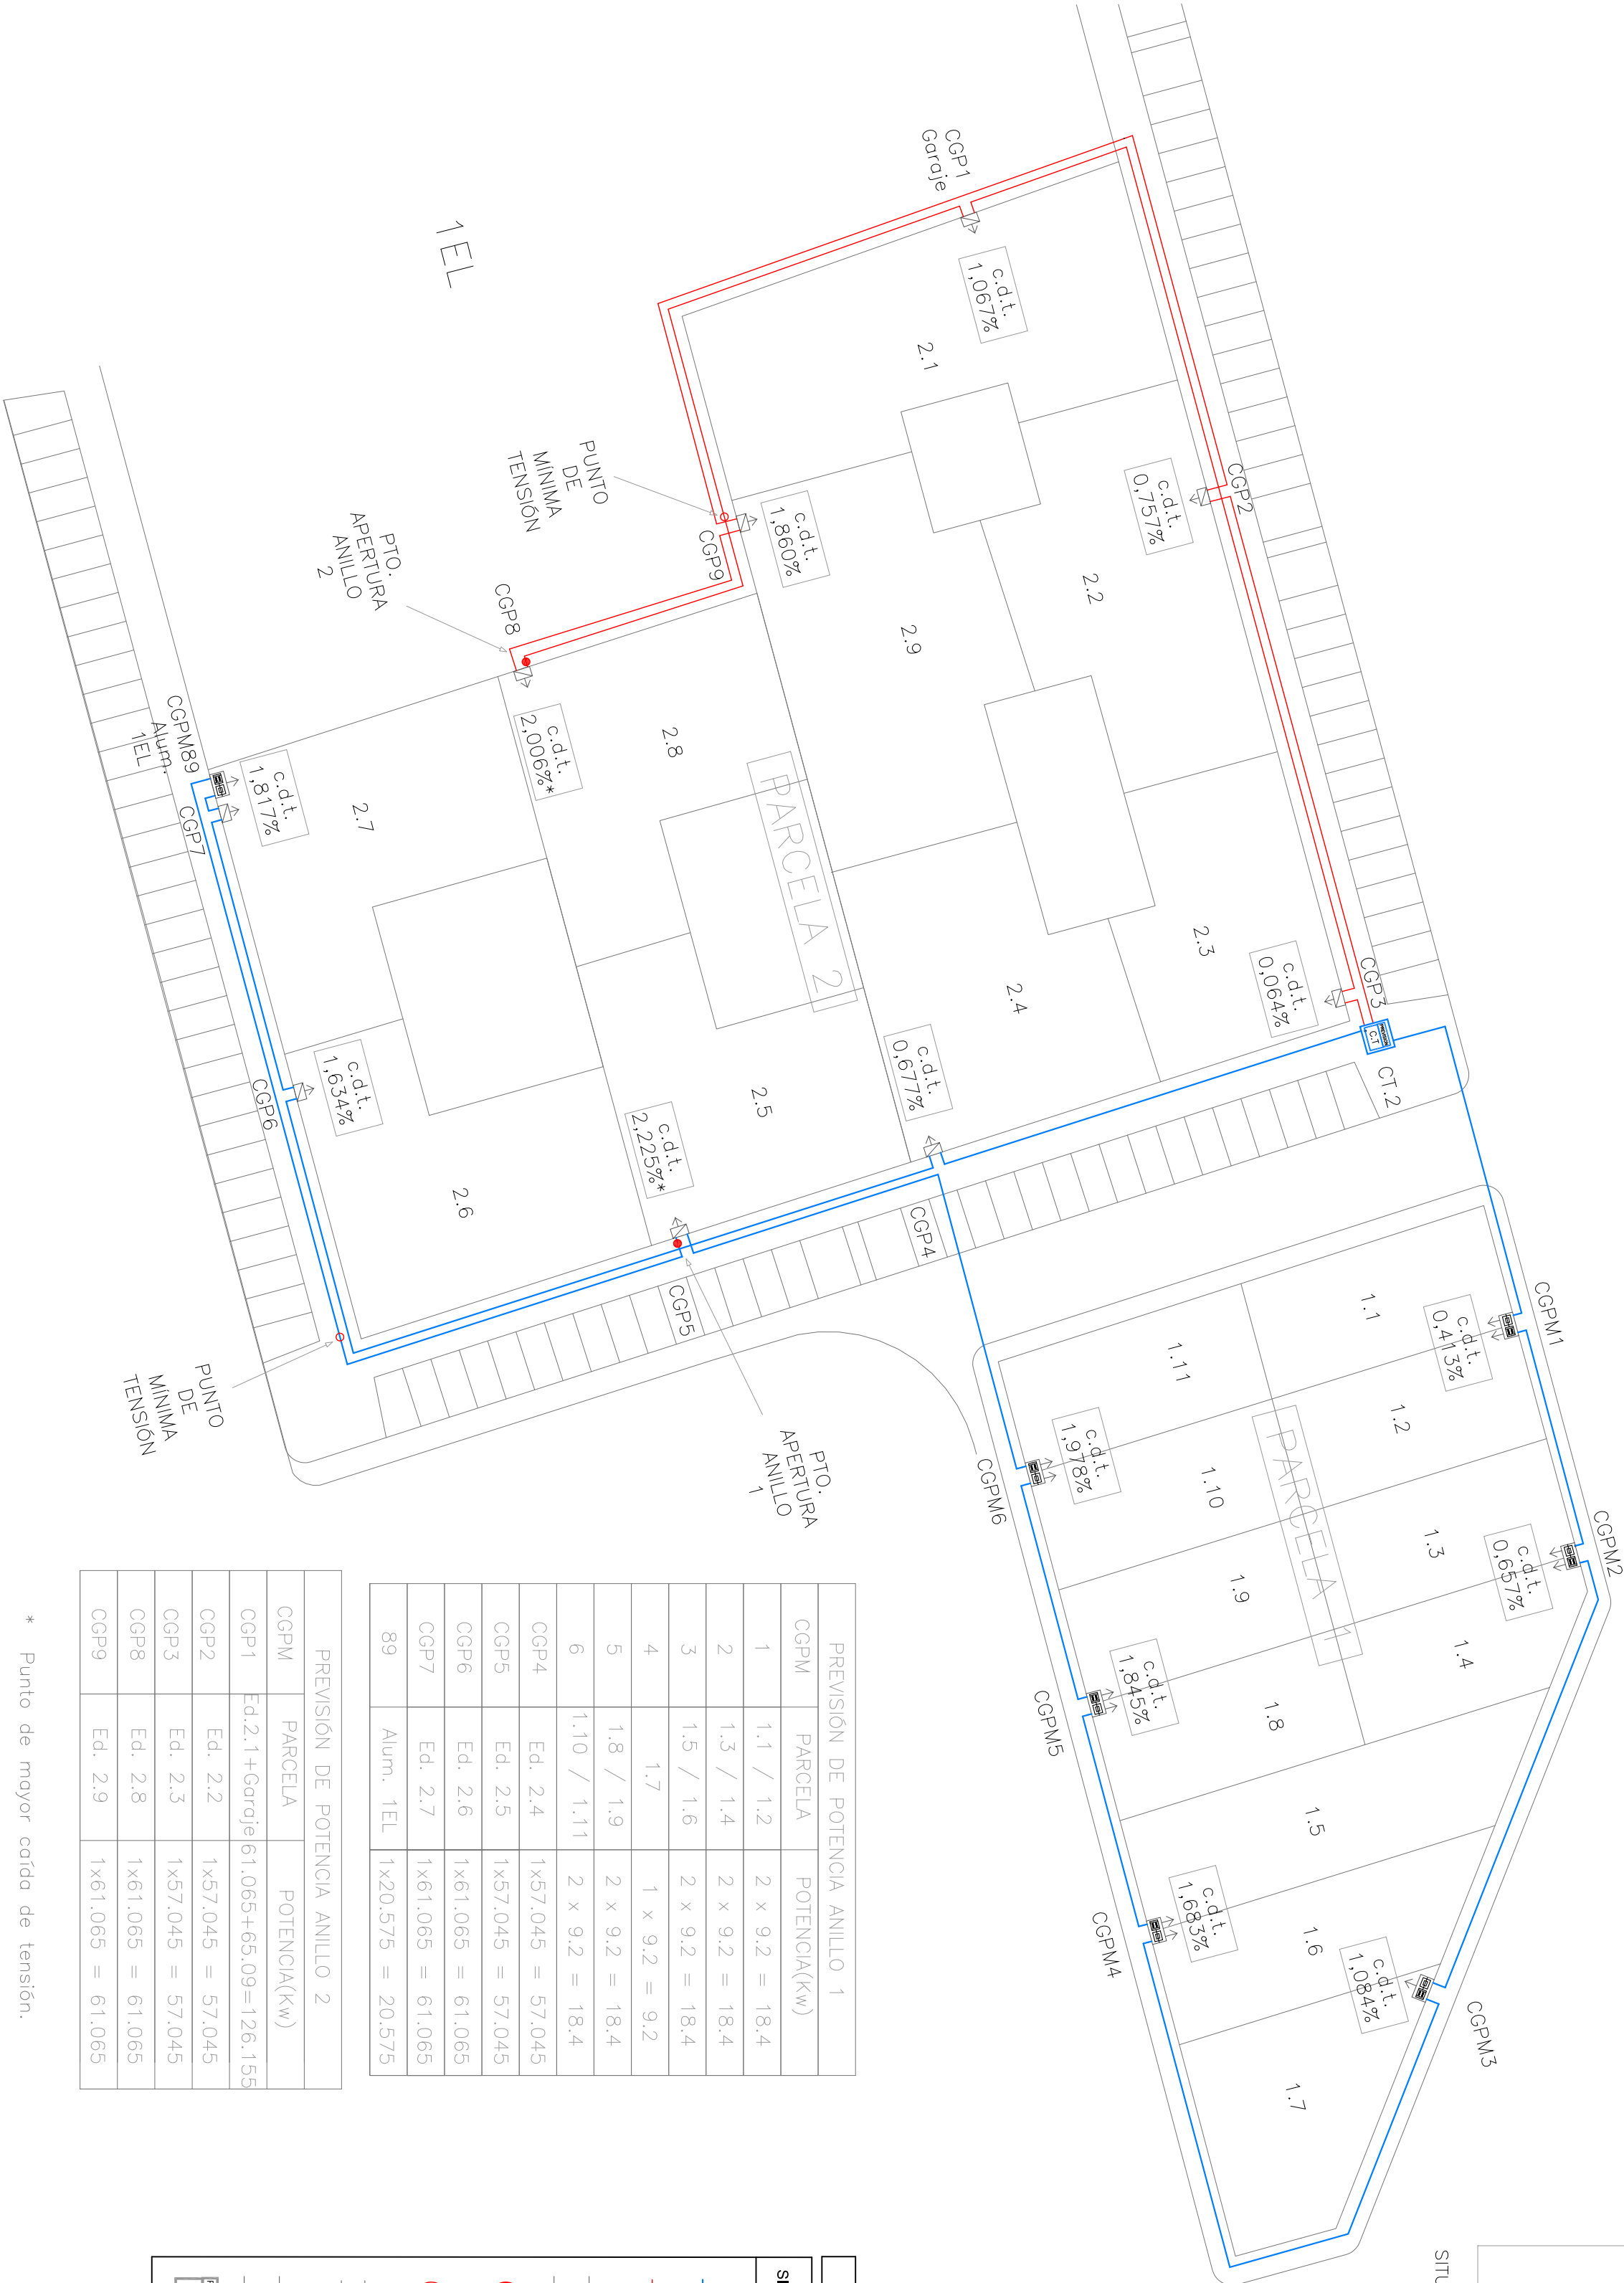 CGP1
Garaje
c.d.t.
1,067%
1EL
2.1
CGP2
c.d.t.
0,757%
2.2
PUNTO
DE
MÍNIMA
TENSIÓN
c.d.t.
1,860%
CGP9
2.9
PTO.
APERTURA
ANILLO
2
CGP8
c.d.t.
2,006%*
2.8
PARCELA 2
CGPM89
Alum.
1EL
c.d.t.
1,817%
CGP7
2.7
2.3
CGP3
c.d.t.
0,064%
C.T
CT.2
2.4
c.d.t.
0,677%
CGP4
2.5
c.d.t.
2,225%*
CGP5
c.d.t.
1,634%
CGP6
2.6
PUNTO
DE
MÍNIMA
TENSIÓN
PTO.
APERTURA
ANILLO
1
CGPM1
c.d.t.
0,413%
1.1
1.2
1.11
1.10
c.d.t.
1,978%
CGPM6
PARCELA 1
CGPM2
c.d.t.
0,657%
1.3
1.4
1.9
1.8
c.d.t.
1,845%
CGPM5
1.5
1.6
c.d.t.
1,683%
CGPM4
c.d.t.
1,084%
CGPM3
1.7
PREVISIÓN DE POTENCIA ANILLO 1
CGPM PARCELA POTENCIA(Kw)
1 1.1 / 1.2 2 x 9.2 = 18.4
2 1.3 / 1.4 2 x 9.2 = 18.4
3 1.5 / 1.6 2 x 9.2 = 18.4
4 1.7 1 x 9.2 = 9.2
5 1.8 / 1.9 2 x 9.2 = 18.4
6 1.10 / 1.11 2 x 9.2 = 18.4
CGP4 Ed. 2.4 1x57.045 = 57.045
CGP5 Ed. 2.5 1x57.045 = 57.045
CGP6 Ed. 2.6 1x61.065 = 61.065
CGP7 Ed. 2.7 1x61.065 = 61.065
89 Alum. 1EL 1x20.575 = 20.575
PREVISIÓN DE POTENCIA ANILLO 2
CGPM PARCELA POTENCIA(Kw)
CGP1 Ed.2.1+Garaje 61.065+65.09=126.155
CGP2 Ed. 2.2 1x57.045 = 57.045
CGP3 Ed. 2.3 1x57.045 = 57.045
CGP8 Ed. 2.8 1x61.065 = 61.065
CGP9 Ed. 2.9 1x61.065 = 61.065
* Punto de mayor caída de tensión.